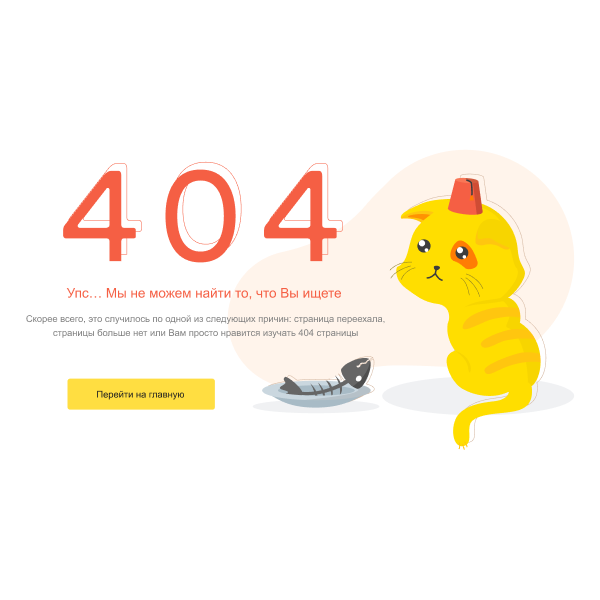 404
Упс... Мы не можем найти то, что Вы ищете
Скорее всего, это случилось по одной из следующих причин: страница переехала,
страницы больше нет или Вам просто нравится изучать 404 страницы
Перейти на главную